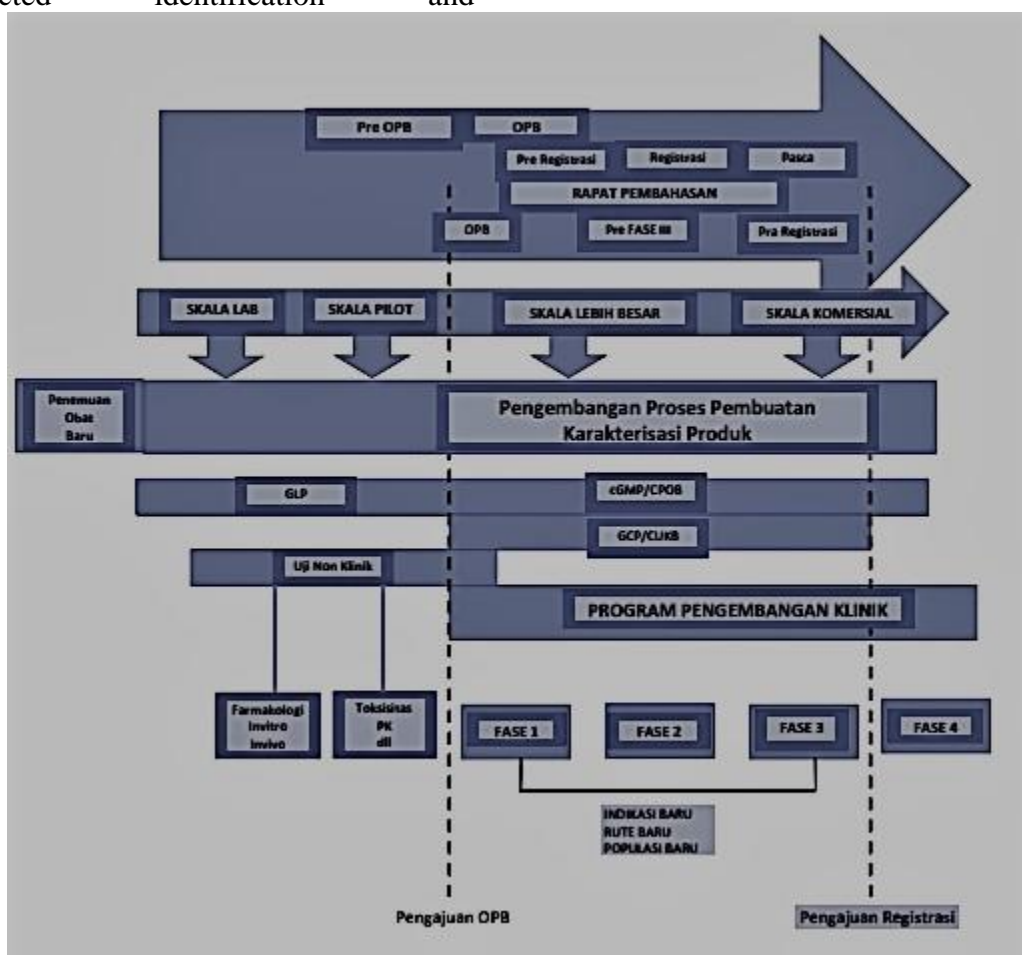 identification and
Pre OPB OPB
Pre Registrasi Registrasi Pasca
RAPAT PEMBAHASAN
OPB Pre FASE III Pra Registrasi
SKALA LAB SKALA PILOT SKALA LEBIH BESAR SKALA KOMERSIAL
Penemuan
Obat
Baru
Pengembangan Proses Pembuatan
Karakterisasi Produk
GLP cGMP/CPOB
GCP/CUKB
Uji Non Klinik
PROGRAM PENGEMBANGAN KLINIK
Farmakologi
Invitro
Invivo
Toksisitas
PK
dll
FASE 1 FASE 2 FASE 3 FASE 4
INDIKASI BARU
RUTE BARU
POPULASI BARU
Pengajuan OPB Pengajuan Registrasi